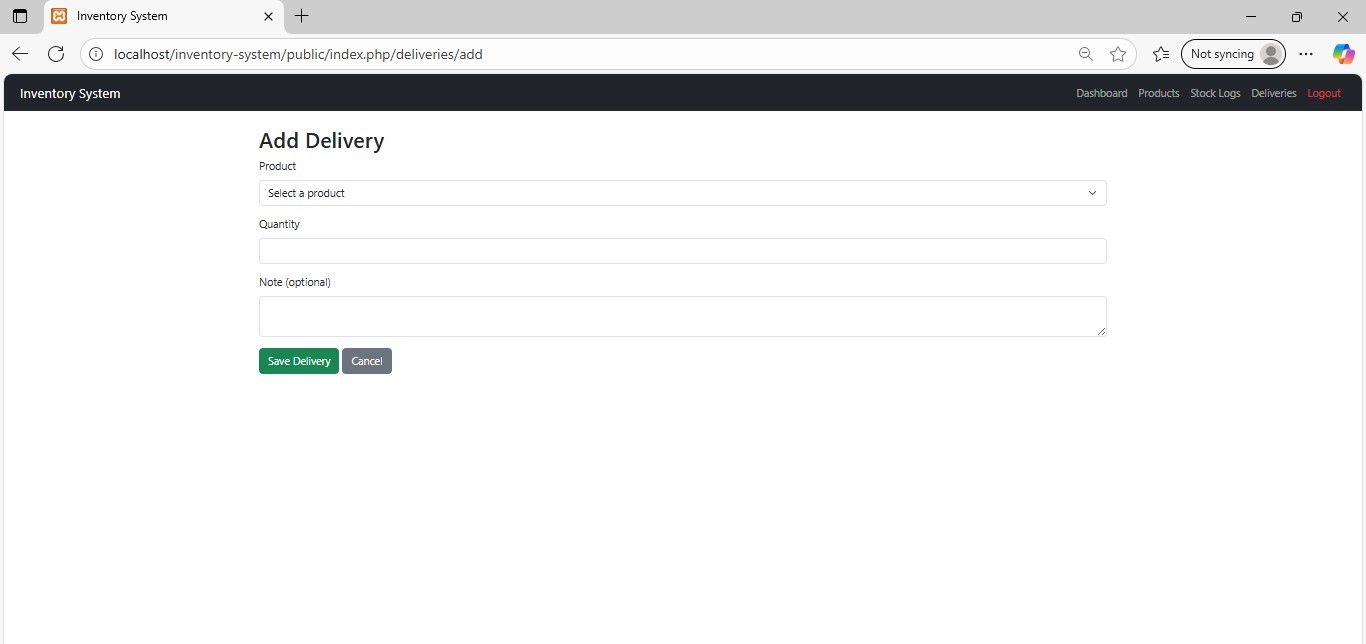 Inventory System
localhost/inventory-system/public/index.php/deliveries/add
Not syncing
Inventory System
Dashboard Products Stock Logs Deliveries Logout
Add Delivery
Product
Select a product
Quantity
Note (optional)
Save Delivery Cancel